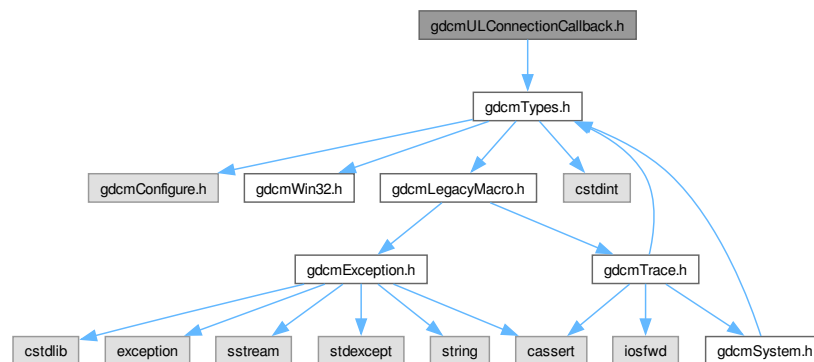 gdcmULConnectionCallback.h
gdcmTypes.h
gdcmConfigure.h
gdcmWin32.h
gdcmLegacyMacro.h
cstdint
gdcmException.h
gdcmTrace.h
cstdlib
exception
sstream
stdexcept
string
cassert
iosfwd
gdcmSystem.h